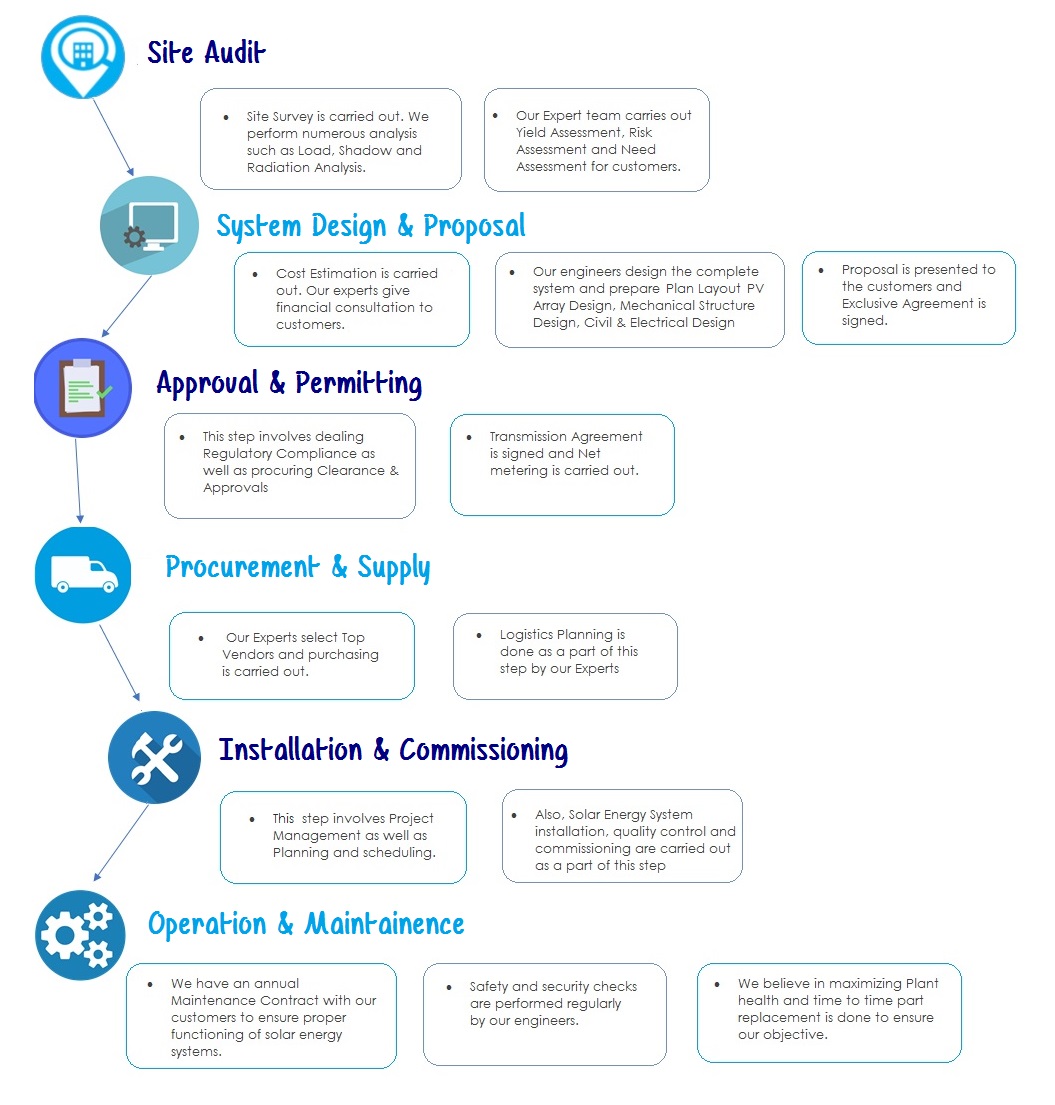 Site Audit
• Site Survey is carried out. We
perform numerous analysis
such as Load, Shadow and
Radiation Analysis.
• Our Expert team carries out
Yield Assessment, Risk
Assessment and Need
Assessment for customers.
System Design & Proposal
• Cost Estimation is carried
out. Our experts give
financial consultation to
customers.
• Our engineers design the complete
system and prepare Plan Layout PV
Array Design, Mechanical Structure
Design, Civil & Electrical Design
• Proposal is presented to
the customers and
Exclusive Agreement is
signed.
Approval & Permitting
• This step involves dealing
Regulatory Compliance as
well as procuring Clearance &
Approvals
• Transmission Agreement
is signed and Net
metering is carried out.
Procurement & Supply
• Our Experts select Top
Vendors and purchasing
is carried out.
• Logistics Planning is
done as a part of this
step by our Experts
Installation & Commissioning
• This step involves Project
Management as well as
Planning and scheduling.
• Also, Solar Energy System
installation, quality control and
commissioning are carried out
as a part of this step
Operation & Maintainence
• We have an annual
Maintenance Contract with our
customers to ensure proper
functioning of solar energy
systems.
• Safety and security checks
are performed regularly
by our engineers.
• We believe in maximizing Plant
health and time to time part
replacement is done to ensure
our objective.